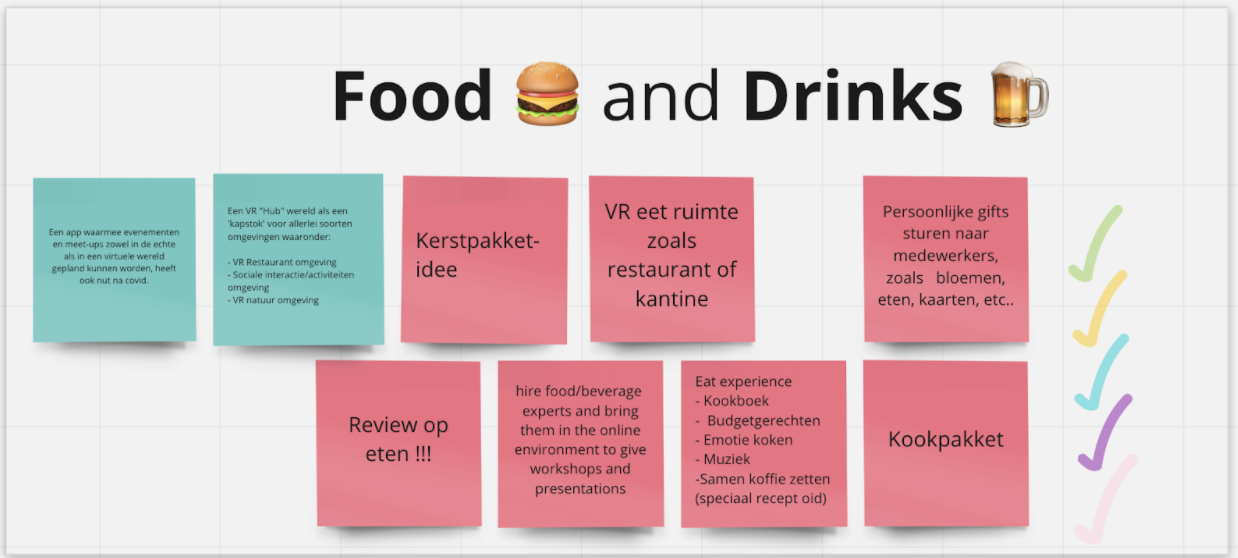 Food 🍔 and Drinks 🍺
Een app waarmee evenementen
en meet-ups zowel in de echte
als in een virtuele wereld
gepland kunnen worden, heeft
ook nut na covid.
Een VR "Hub" wereld als een
'kapstok' voor allerlei soorten
omgevingen waaronder:
- VR Restaurant omgeving
- Sociale interactie/activiteiten
omgeving
- VR natuur omgeving
Kerstpakket-
idee
VR eet ruimte
zoals
restaurant of
kantine
Persoonlijke gifts
sturen naar
medewerkers,
zoals bloemen,
eten, kaarten, etc..
Review op
eten !!!
hire food/beverage
experts and bring
them in the online
environment to give
workshops and
presentations
Eat experience
- Kookboek
- Budgetgerechten
- Emotie koken
- Muziek
-Samen koffie zetten
(speciaal recept oid)
Kookpakket